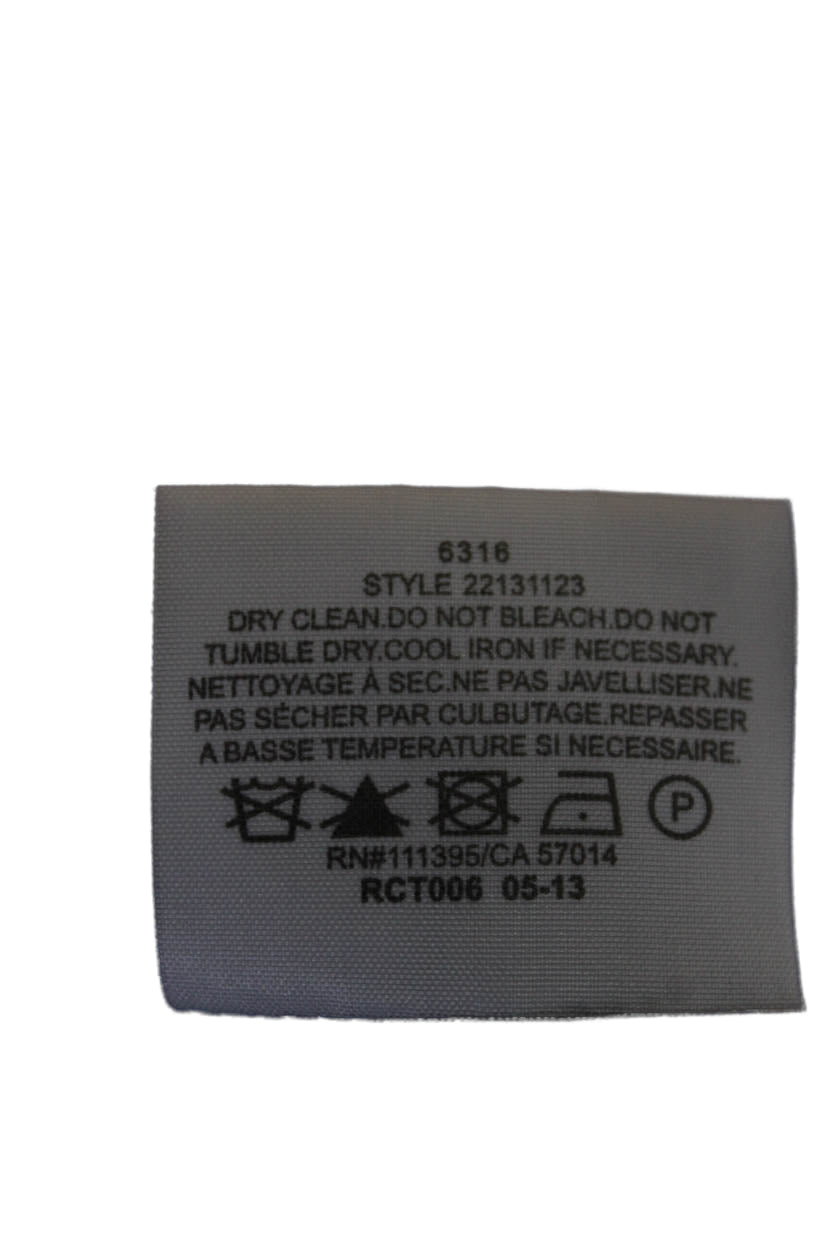 6316
STYLE 22131123
DRY CLEAN.DO NOT BLEACH.DO NOT
TUMBLE DRY.COOL IRON IF NECESSARY.
NETTOYAGE À SEC.NE PAS JAVELLISER.NE
PAS SÉCHER PAR CULBUTAGE.REPASSER
A BASSE TEMPERATURE SI NECESSAIRE.
P
RN#111395/CA 57014
RCT006 05-13